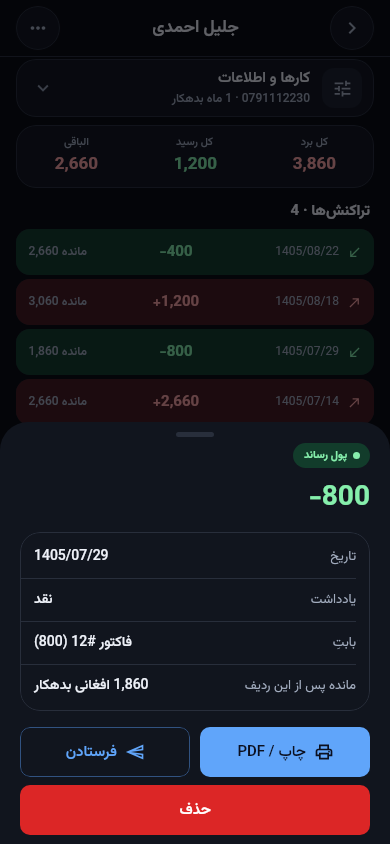 جلیل احمدی
کارها و اطلاعات
0791112230 · 1 ماه بدهکار
کل برد کل رسید الباقی
3,860 1,200 2,660
تراکنش‌ها · 4
1405/08/22 −400 مانده 2,660
1405/08/18 +1,200 مانده 3,060
1405/07/29 −800 مانده 1,860
1405/07/14 +2,660 مانده 2,660
پول رساند
−800
تاریخ 1405/07/29
یادداشت نقد
بابتِ فاکتور #12 (800)
مانده پس از این ردیف 1,860 افغانی بدهکار
چاپ / PDF فرستادن
حذف